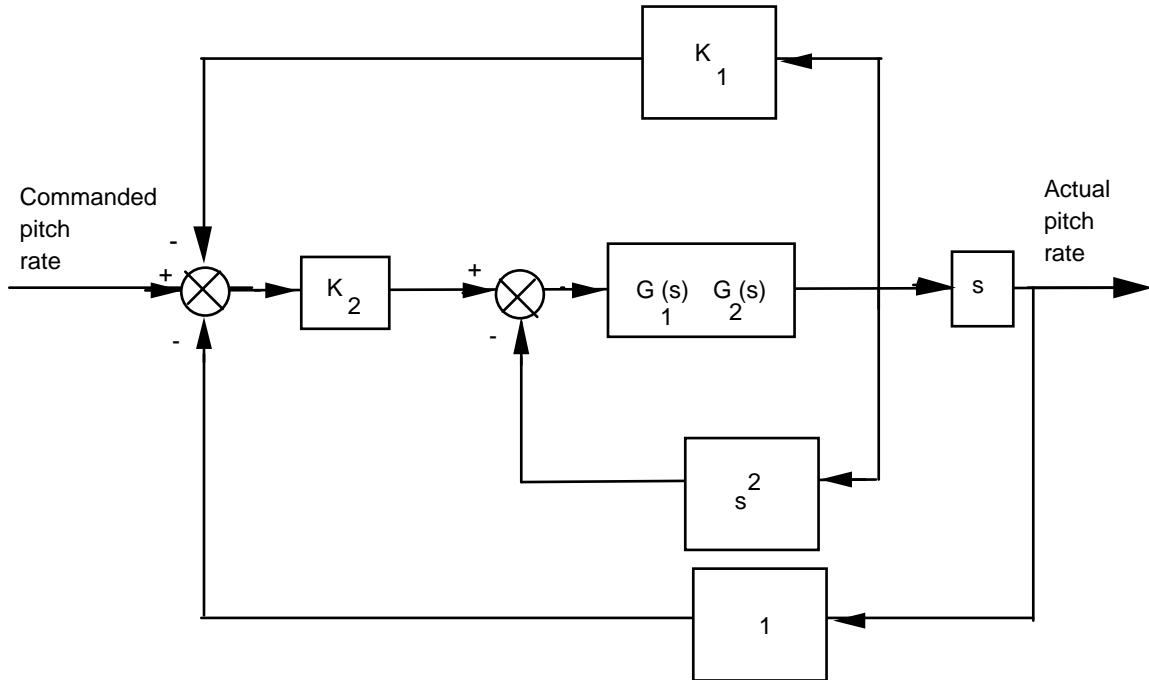 K
1
Commanded
pitch
rate
Actual
pitch
rate
-
+
K
2
+
-
G (s) G (s)
1 2
s
-
s 2
1